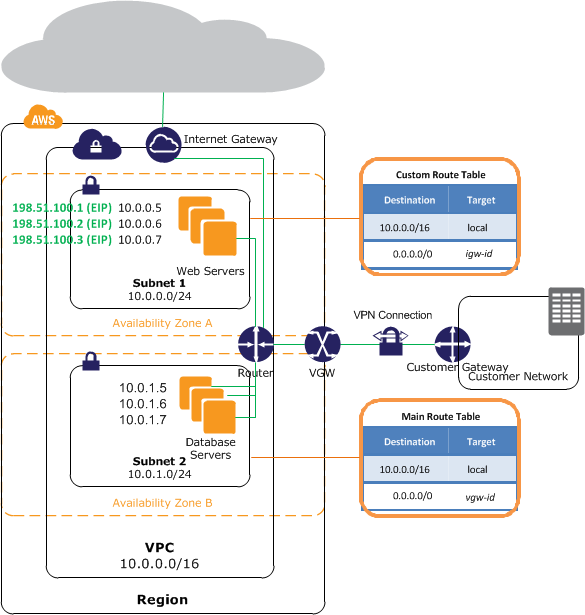 AWS
Internet Gateway
198.51.100.1 (EIP) 10.0.0.5
198.51.100.2 (EIP) 10.0.0.6
198.51.100.3 (EIP) 10.0.0.7
Web Servers
Subnet 1
10.0.0.0/24
Availability Zone A
Custom Route Table
Destination Target
10.0.0.0/16 local
0.0.0.0/0 igw-id
VPN Connection
Router
VGW
Customer Gateway
Customer Network
10.0.1.5
10.0.1.6
10.0.1.7
Database
Servers
Subnet 2
10.0.1.0/24
Availability Zone B
Main Route Table
Destination Target
10.0.0.0/16 local
0.0.0.0/0 vgw-id
VPC
10.0.0.0/16
Region